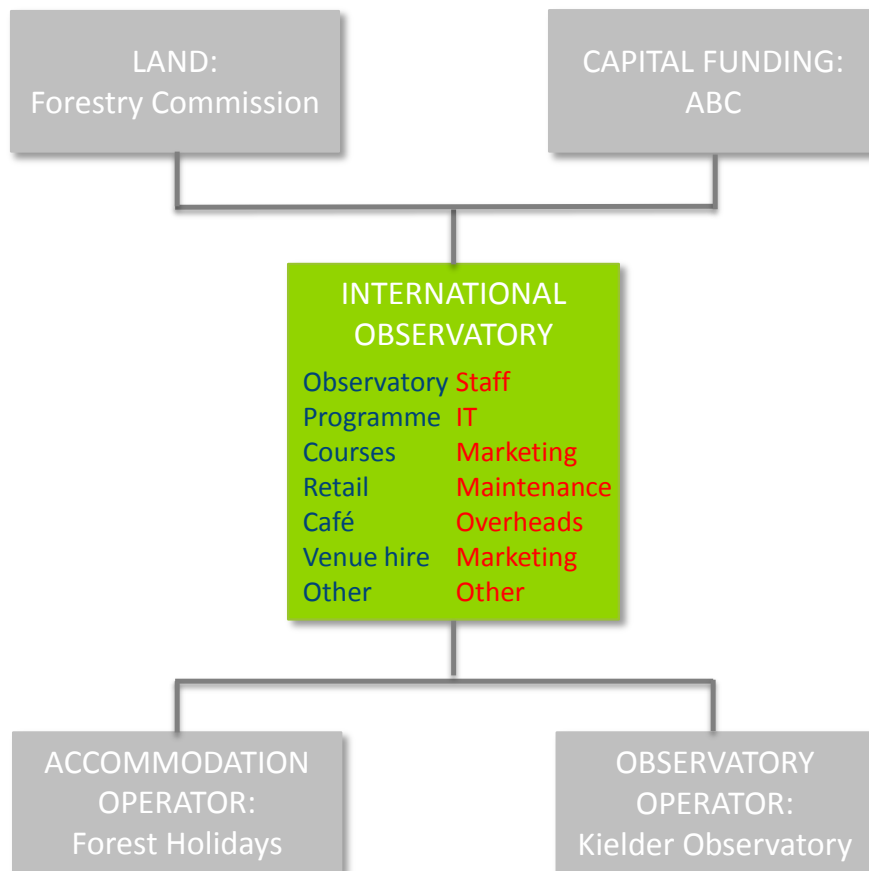 LAND:
Forestry Commission
CAPITAL FUNDING:
ABC
INTERNATIONAL
OBSERVATORY
Observatory Staff
Programme IT
Courses Marketing
Retail Maintenance
Café Overheads
Venue hire Marketing
Other Other
ACCOMMODATION
OPERATOR:
Forest Holidays
OBSERVATORY
OPERATOR:
Kielder Observatory